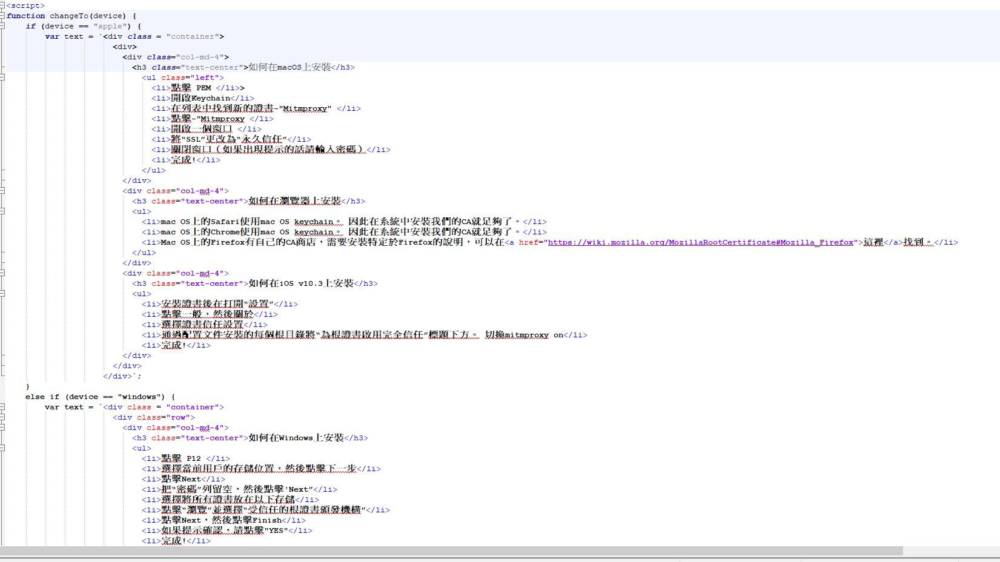 <script>
function changeTo(device) {
if (device == "apple") {
var text = `<div class = "container">
<div>
<div class="col-md-4">
<h3 class="text-center">如何在macOS上安裝</h3>
<ul class="left">
<li>點擊 PEM </li>>
<li>開啟Keychain</li>
<li>在列表中找到新的證書-"Mitmproxy" </li>
<li>點擊-"Mitmproxy </li>
<li>開啟一個窗口 </li>
<li>將“SSL”更改為“永久信任”</li>
<li>關閉窗口（如果出現提示的話請輸入密碼）</li>
<li>完成!</li>
</ul>
</div>
<div class="col-md-4">
<h3 class="text-center">如何在瀏覽器上安裝</h3>
<ul>
<li>mac OS上的Safari使用mac OS keychain。 因此在系統中安裝我們的CA就足夠了。</li>
<li>mac OS上的Chrome使用mac OS keychain。 因此在系統中安裝我們的CA就足夠了。</li>
<li>Mac OS上的Firefox有自己的CA商店，需要安裝特定於Firefox的說明，可以在<a href="https://wiki.mozilla.org/MozillaRootCertificate#Mozilla_Firefox">這裡</a>找到。</li>
</ul>
</div>
<div class="col-md-4">
<h3 class="text-center">如何在iOS v10.3上安裝</h3>
<ul>
<li>安裝證書後在打開“設置”</li>
<li>點擊一般，然後關於</li>
<li>選擇證書信任設置</li>
<li>通過配置文件安裝的每個根目錄將“為根證書啟用完全信任”標題下方。 切換mitmproxy on</li>
<li>完成!</li>
</div>
</div>
</div>`;
}
else if (device == "windows") {
var text = `<div class = "container">
<div class="row">
<div class="col-md-4">
<h3 class="text-center">如何在Windows上安裝</h3>
<ul>
<li>點擊 P12 </li>
<li>選擇當前用戶的存儲位置，然後點擊下一步</li>
<li>點擊Next</li>
<li>把“密碼”列留空，然後點擊'Next”</li>
<li>選擇將所有證書放在以下存儲</li>
<li>點擊“瀏覽”並選擇“受信任的根證書頒發機構”</li>
<li>點擊Next，然後點擊Finish</li>
<li>如果提示確認，請點擊"YES"</li>
<li>完成!</li>